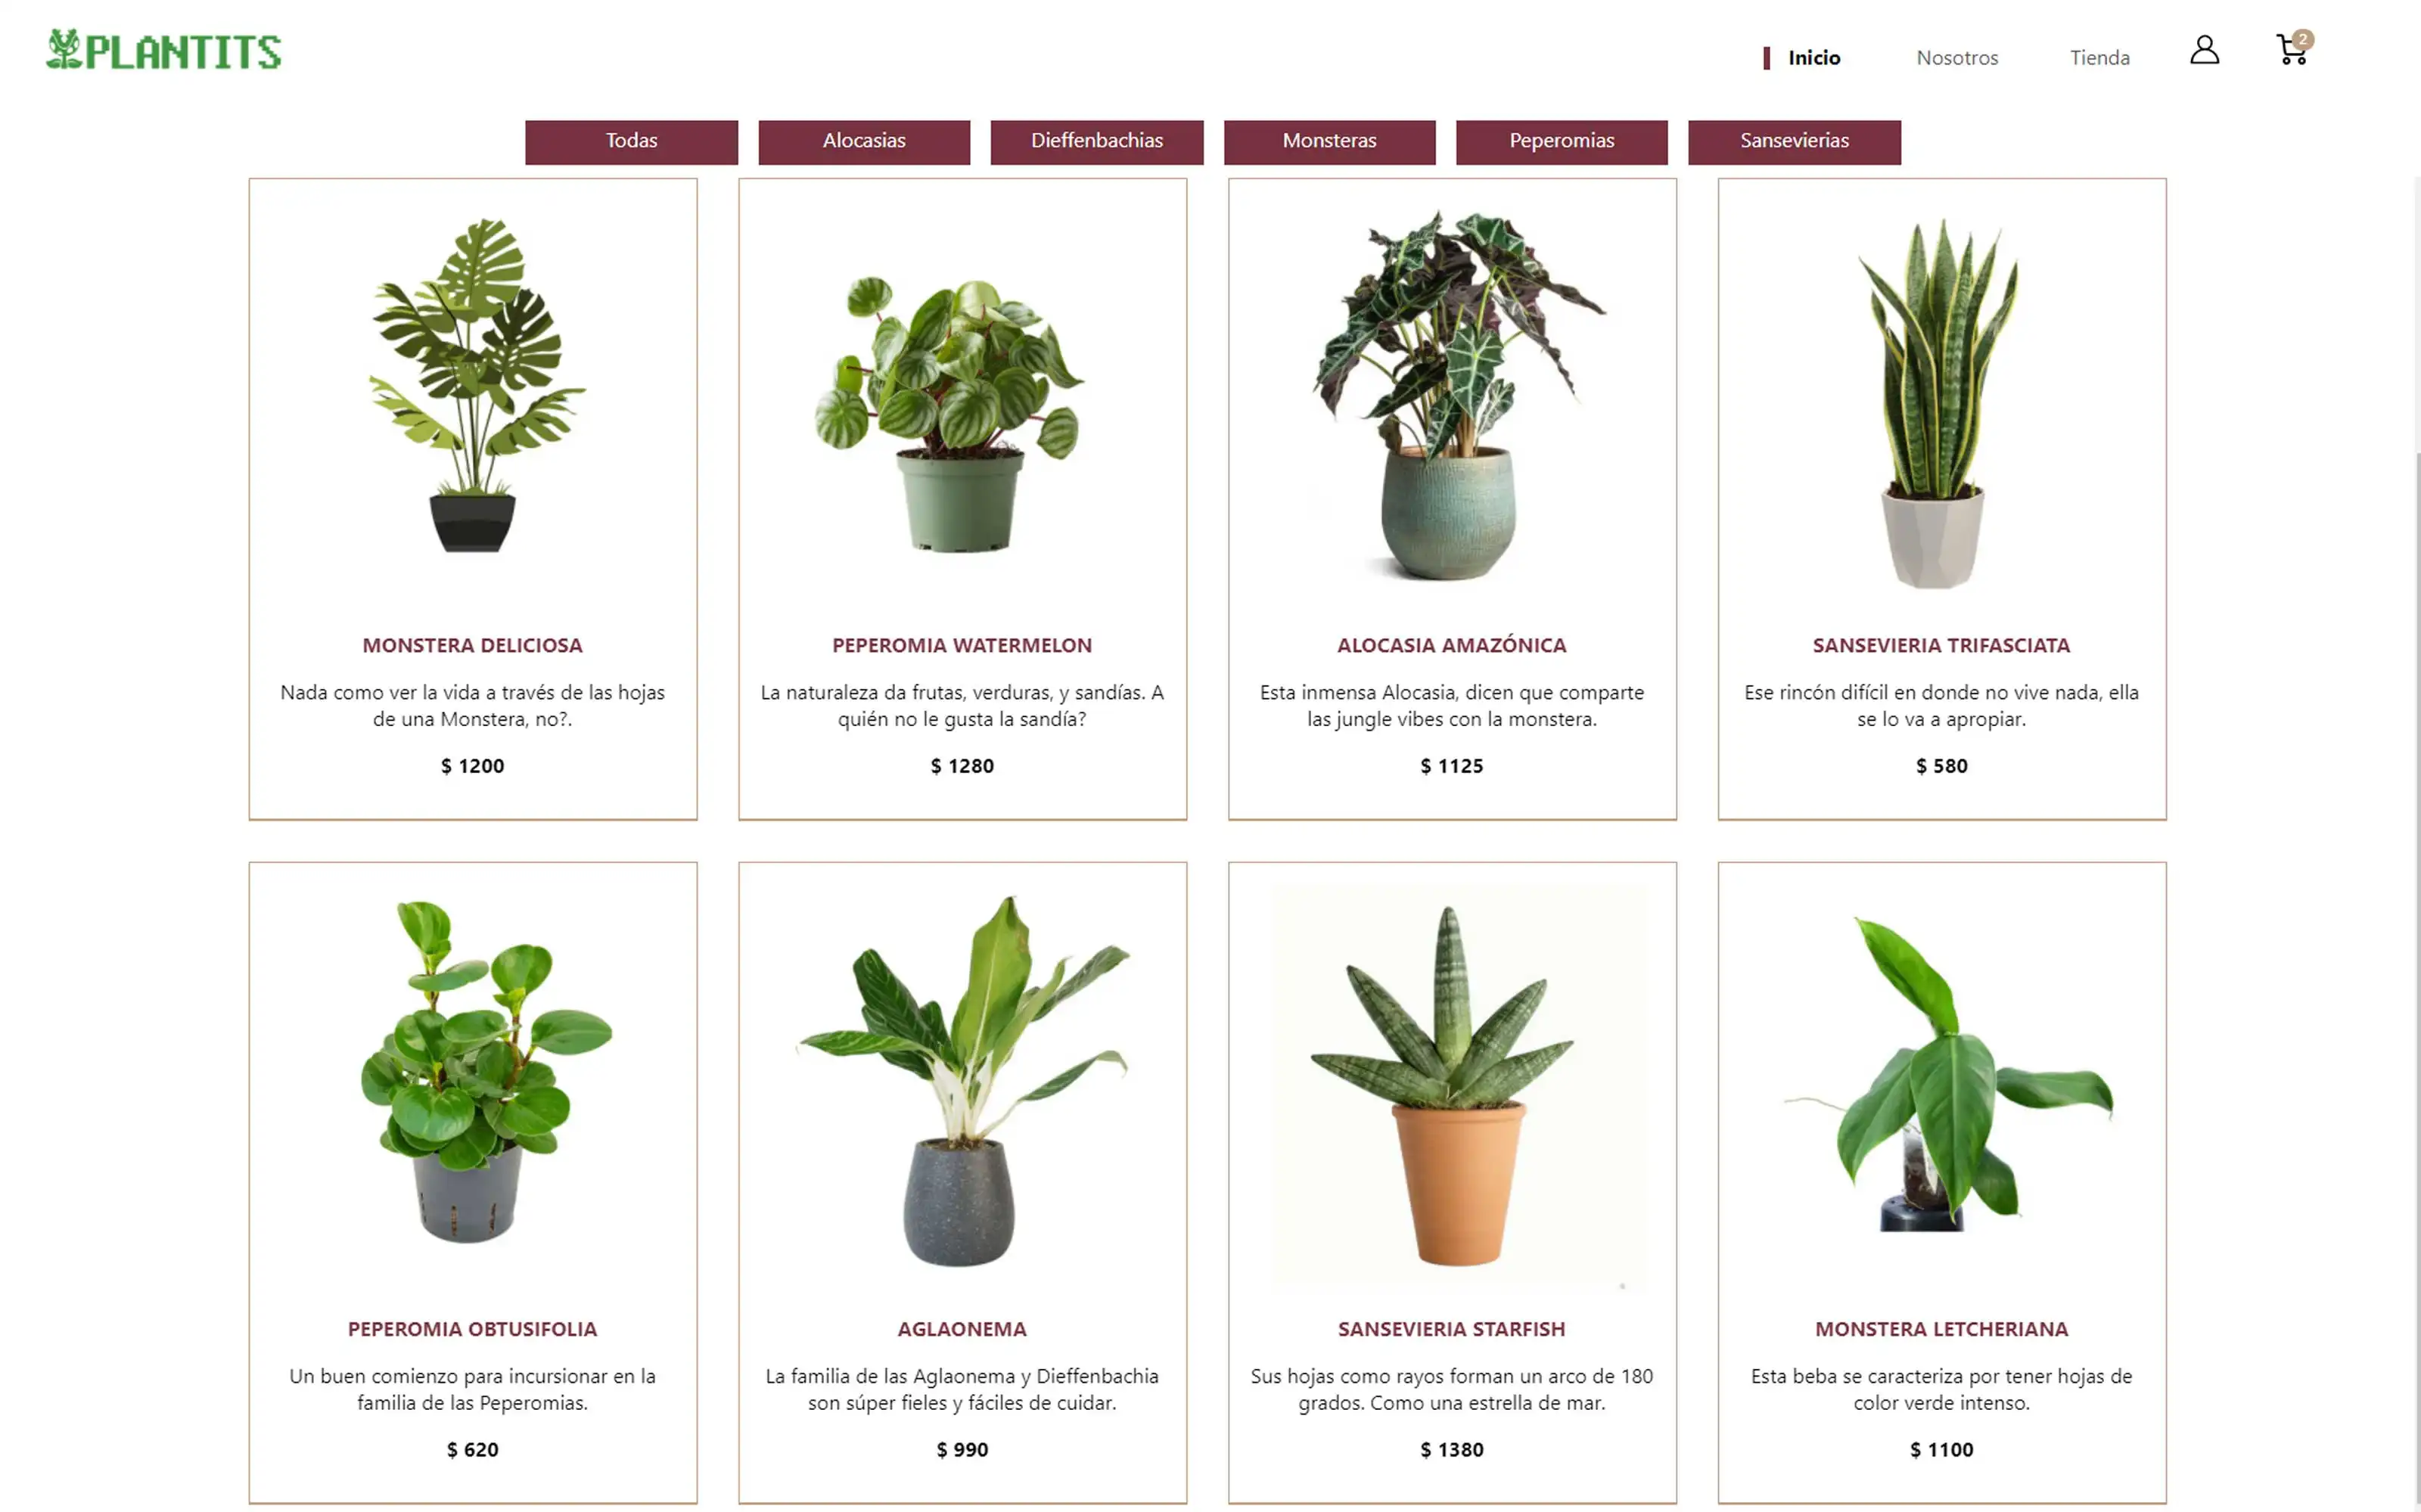 PLANTITS
Inicio
Nosotros
Tienda
2
Todas
Alocasias
Dieffenbachias
Monsteras
Peperomias
Sansevierias
MONSTERA DELICIOSA
Nada como ver la vida a través de las hojas
de una Monstera, no?.
$ 1200
PEPEROMIA WATERMELON
La naturaleza da frutas, verduras, y sandías. A
quién no le gusta la sandía?
$ 1280
ALOCASIA AMAZÓNICA
Esta inmensa Alocasia, dicen que comparte
las jungle vibes con la monstera.
$ 1125
SANSEVIERIA TRIFASCIATA
Ese rincón difícil en donde no vive nada, ella
se lo va a apropiar.
$ 580
PEPEROMIA OBTUSIFOLIA
Un buen comienzo para incursionar en la
familia de las Peperomias.
$ 620
AGLAONEMA
La familia de las Aglaonema y Dieffenbachia
son súper fieles y fáciles de cuidar.
$ 990
SANSEVIERIA STARFISH
Sus hojas como rayos forman un arco de 180
grados. Como una estrella de mar.
$ 1380
MONSTERA LETCHERIANA
Esta beba se caracteriza por tener hojas de
color verde intenso.
$ 1100